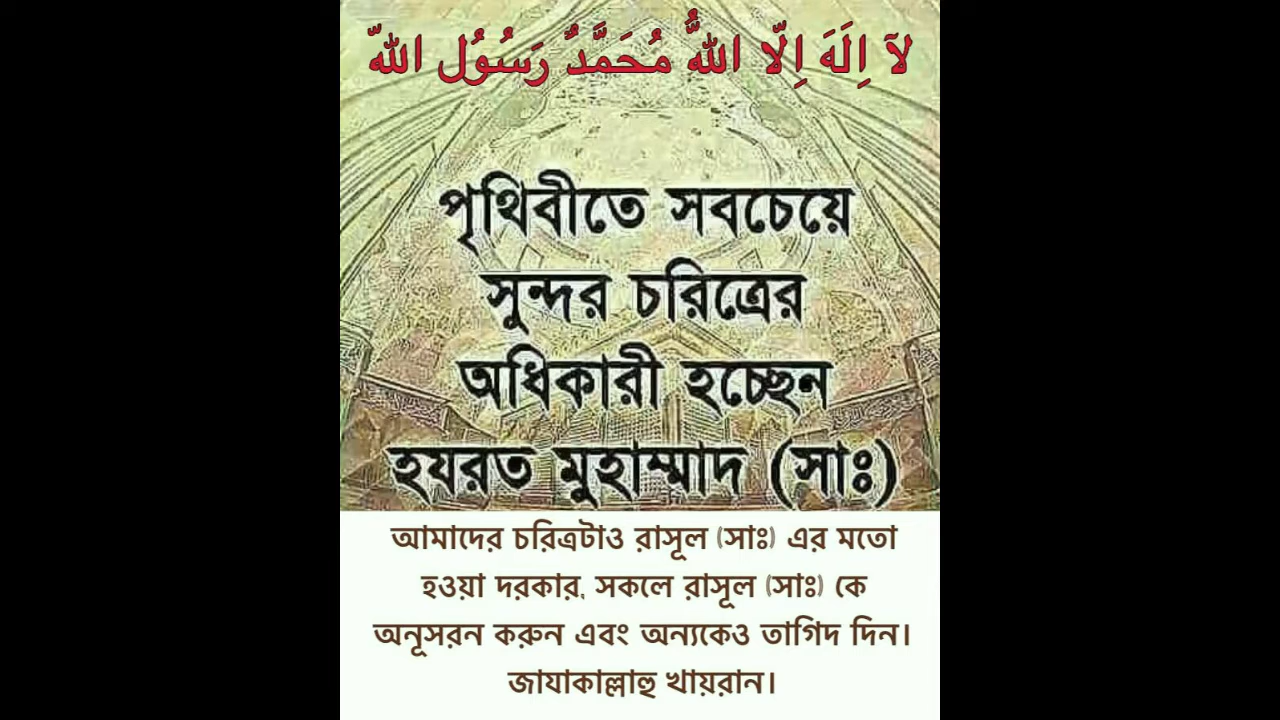 لآ اِلَهَ اِلّا اللهُ مُحَمَّدٌ رَسُوُل اللهّ
পৃথিবীতে সবচেয়ে
সুন্দর চরিত্রের
অধিকারী হচ্ছেন
হযরত মুহাম্মাদ (সাঃ)
আমাদের চরিত্রটাও রাসূল (সাঃ) এর মতো
হওয়া দরকার, সকলে রাসূল (সাঃ) কে
অনূসরন করুন এবং অন্যকেও তাগিদ দিন।
জাযাকাল্লাহু খায়রান।